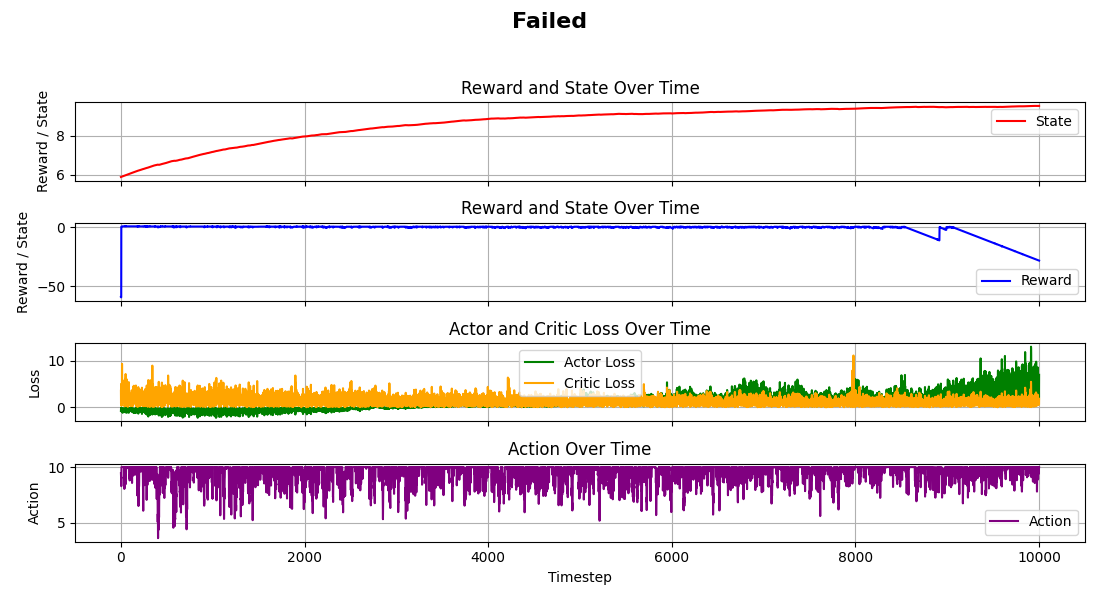 Failed
Reward and State Over Time
Reward / State
8
6
State
Reward and State Over Time
Reward / State
0
−50
Reward
Actor and Critic Loss Over Time
Loss
10
0
Actor Loss
Critic Loss
Action Over Time
Action
10
5
Action
0 2000 4000 6000 8000 10000
Timestep